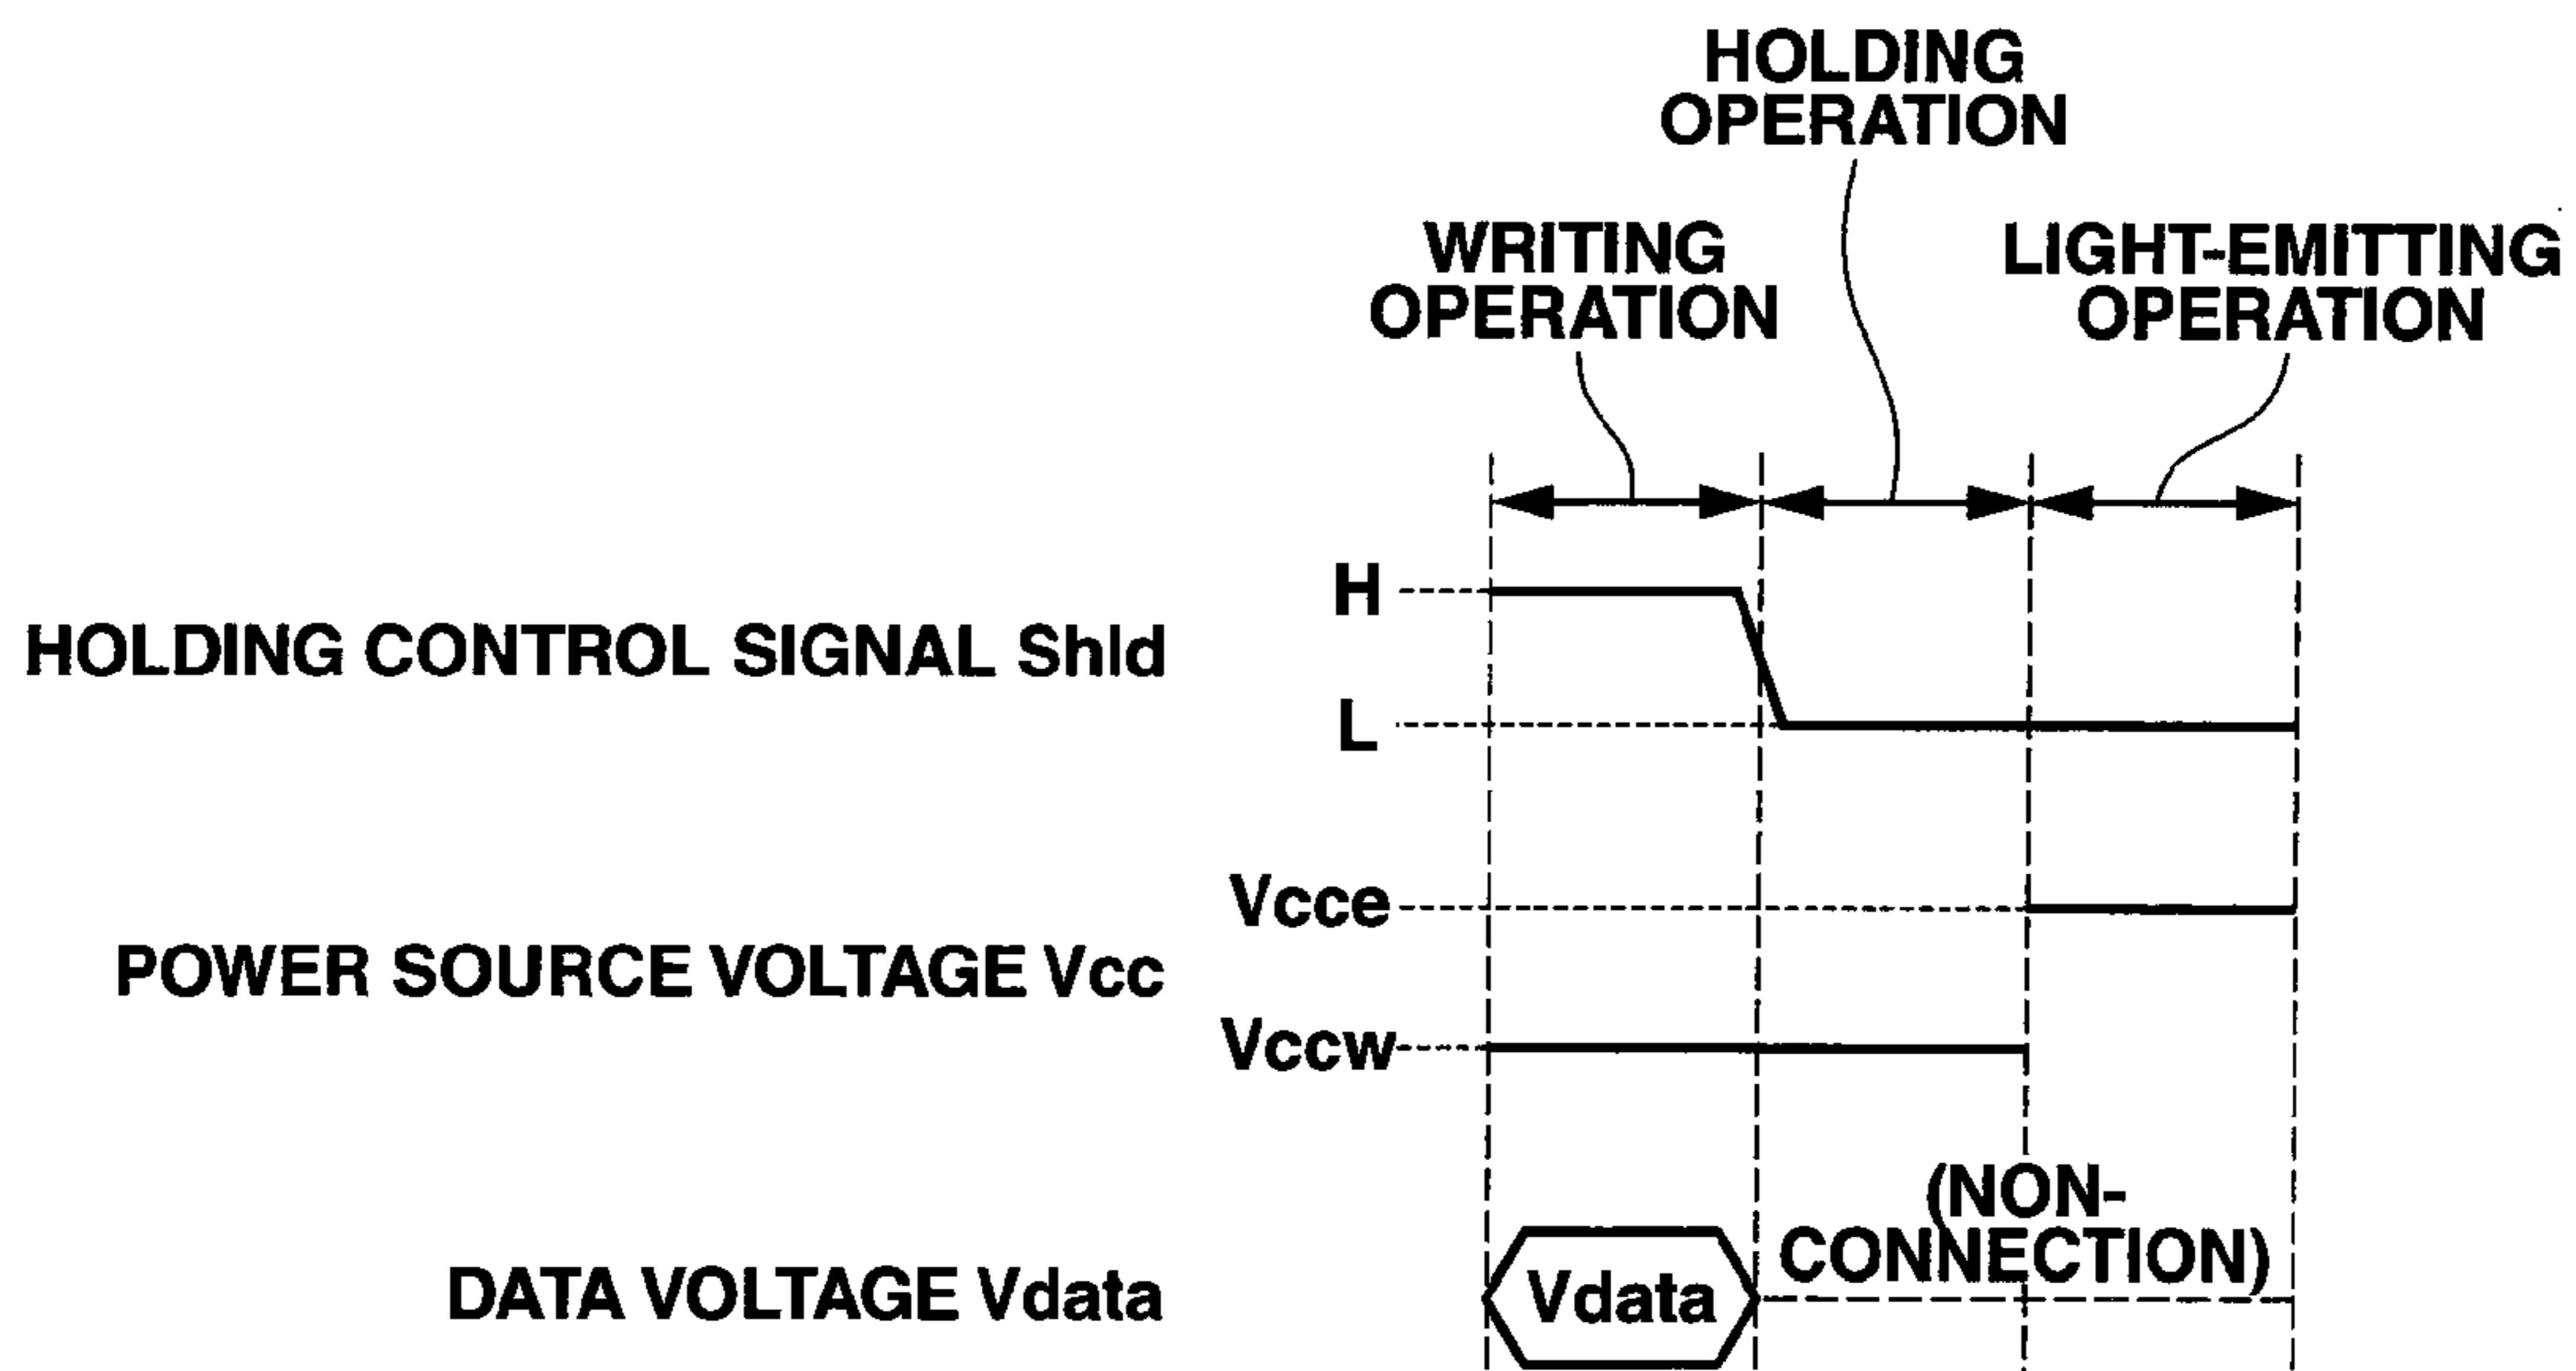 HOLDING
OPERATION
WRITING
OPERATION
LIGHT-EMITTING
OPERATION
H
HOLDING CONTROL SIGNAL Shld
L
Vcce
POWER SOURCE VOLTAGE Vcc
Vccw
(NON-
CONNECTION)
DATA VOLTAGE Vdata
Vdata